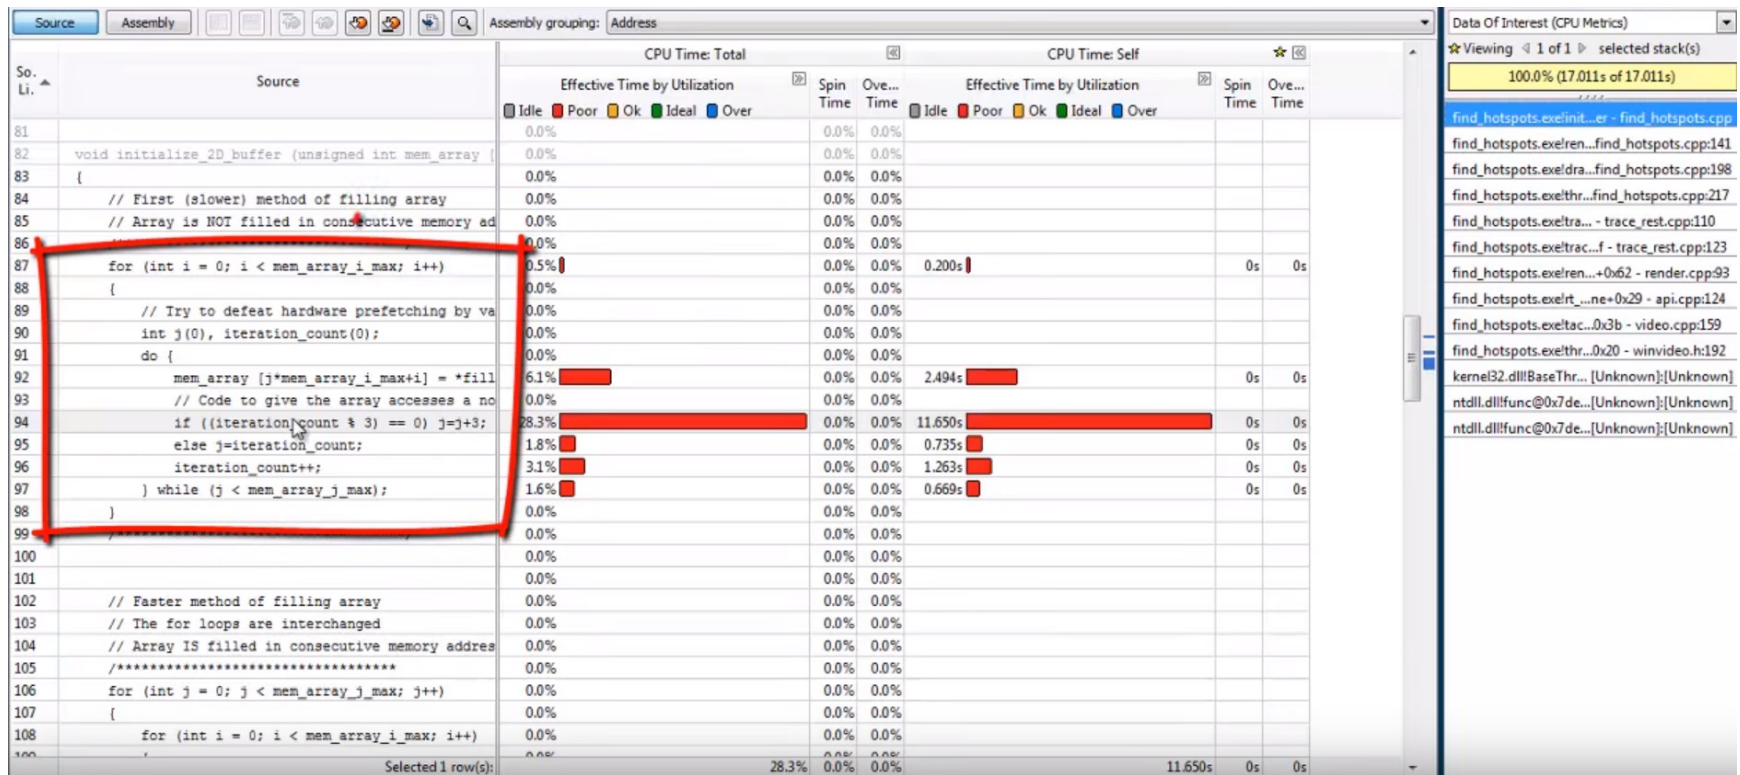 Source Assembly Assembly grouping: Address
Data Of Interest (CPU Metrics)
Viewing 1 of 1 selected stack(s)
100.0% (17.011s of 17.011s)
find_hotspots.exe!init...er - find_hotspots.cpp
find_hotspots.exe!ren...find_hotspots.cpp:141
find_hotspots.exe!dra...find_hotspots.cpp:198
find_hotspots.exe!thr...find_hotspots.cpp:217
find_hotspots.exe!tra... - trace_rest.cpp:110
find_hotspots.exe!trac...f - trace_rest.cpp:123
find_hotspots.exe!ren...+0x62 - render.cpp:93
find_hotspots.exe!rt_...ne+0x29 - api.cpp:124
find_hotspots.exe!tac...0x3b - video.cpp:159
find_hotspots.exe!thr...0x20 - winvideo.h:192
kernel32.dll!BaseThr... [Unknown]:[Unknown]
ntdll.dll!func@0x7de...[Unknown]:[Unknown]
ntdll.dll!func@0x7de...[Unknown]:[Unknown]
CPU Time: Total CPU Time: Self
So. Li. Source
Effective Time by Utilization Spin Time Ove... Time Effective Time by Utilization Spin Time Ove... Time
Idle Poor Ok Ideal Over Idle Poor Ok Ideal Over
81 0.0% 0.0% 0.0%
82 void initialize_2D_buffer (unsigned int mem_array [ 0.0% 0.0% 0.0%
83 { 0.0% 0.0% 0.0%
84 // First (slower) method of filling array 0.0% 0.0% 0.0%
85 // Array is NOT filled in consecutive memory ad 0.0% 0.0% 0.0%
86 0.0% 0.0% 0.0%
87 for (int i = 0; i < mem_array_i_max; i++) 0.5% 0.0% 0.0% 0.200s 0s 0s
88 { 0.0% 0.0% 0.0%
89 // Try to defeat hardware prefetching by va 0.0% 0.0% 0.0%
90 int j(0), iteration_count(0); 0.0% 0.0% 0.0%
91 do { 0.0% 0.0% 0.0%
92 mem_array [j*mem_array_i_max+i] = *fill 6.1% 0.0% 0.0% 2.494s 0s 0s
93 // Code to give the array accesses a no 0.0% 0.0% 0.0%
94 if ((iteration_count % 3) == 0) j=j+3; 28.3% 0.0% 0.0% 11.650s 0s 0s
95 else j=iteration_count; 1.8% 0.0% 0.0% 0.735s 0s 0s
96 iteration_count++; 3.1% 0.0% 0.0% 1.263s 0s 0s
97 } while (j < mem_array_j_max); 1.6% 0.0% 0.0% 0.669s 0s 0s
98 } 0.0% 0.0% 0.0%
99 0.0% 0.0% 0.0%
100 0.0% 0.0% 0.0%
101 0.0% 0.0% 0.0%
102 // Faster method of filling array 0.0% 0.0% 0.0%
103 // The for loops are interchanged 0.0% 0.0% 0.0%
104 // Array IS filled in consecutive memory addres 0.0% 0.0% 0.0%
105 /********************************** 0.0% 0.0% 0.0%
106 for (int j = 0; j < mem_array_j_max; j++) 0.0% 0.0% 0.0%
107 { 0.0% 0.0% 0.0%
108 for (int i = 0; i < mem_array_i_max; i++) 0.0% 0.0% 0.0%
Selected 1 row(s): 28.3% 0.0% 0.0% 11.650s 0s 0s